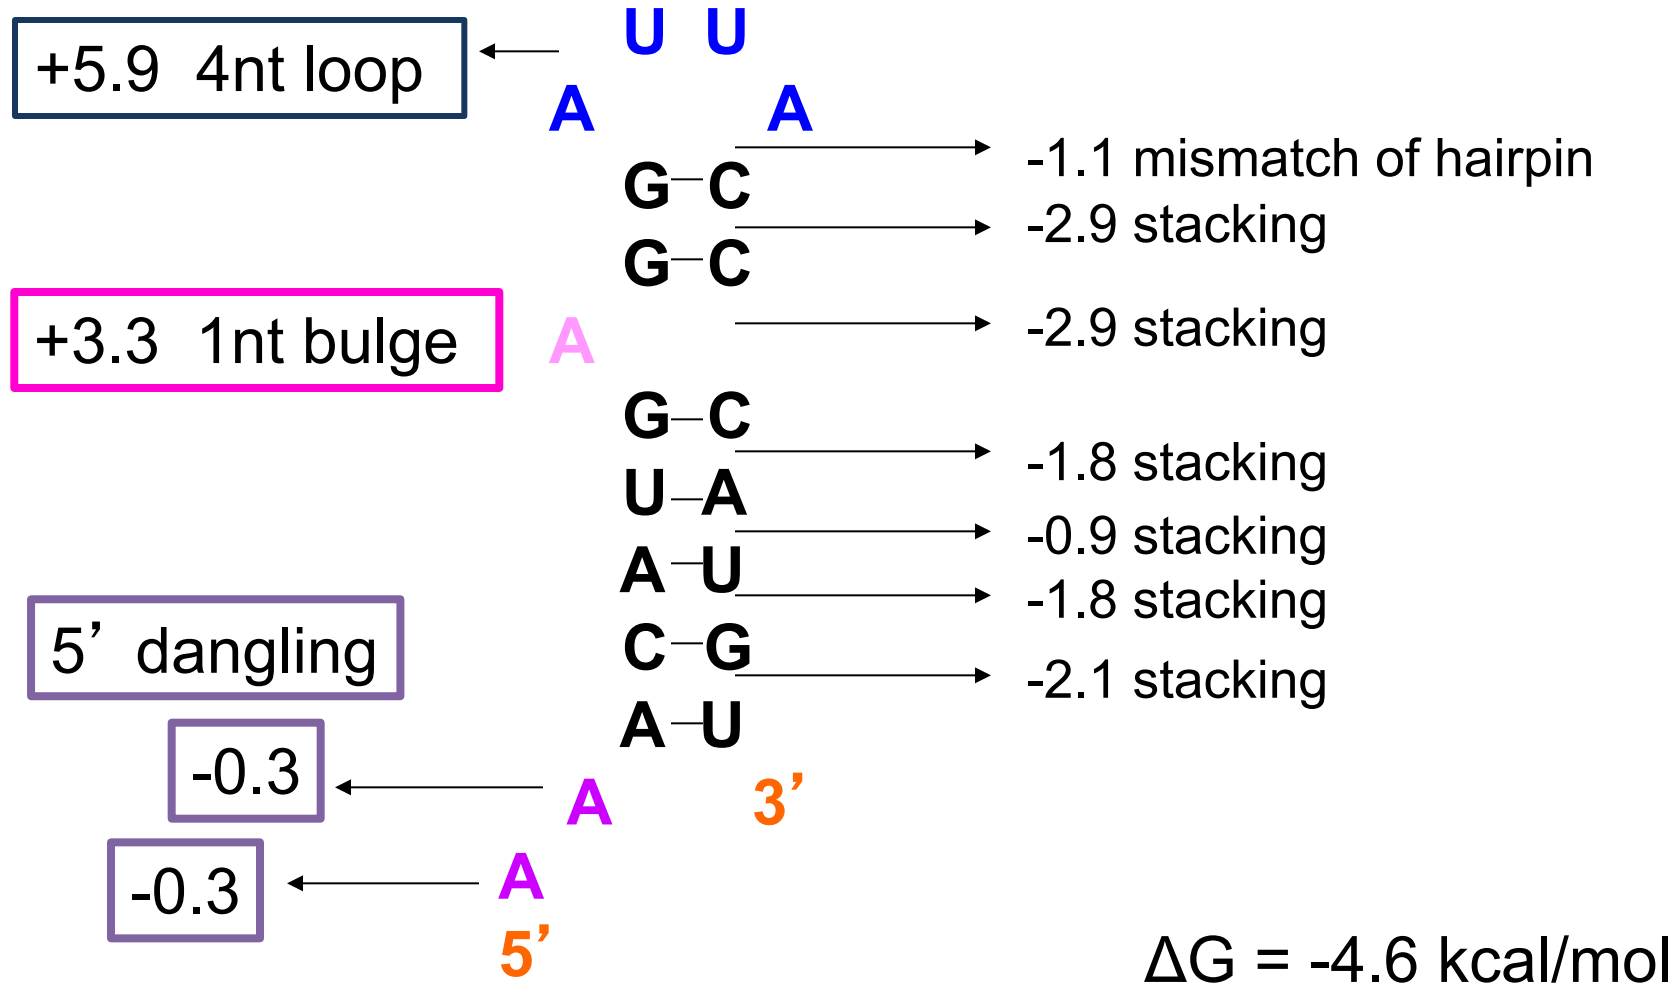 U U
+5.9 4nt loop
A A
-1.1 mismatch of hairpin
G C
-2.9 stacking
G C
+3.3 1nt bulge A -2.9 stacking
G C
-1.8 stacking
U A
-0.9 stacking
A U
-1.8 stacking
5’ dangling
C G
-2.1 stacking
A U
-0.3
A 3’
-0.3
A
5’
ΔG = -4.6 kcal/mol